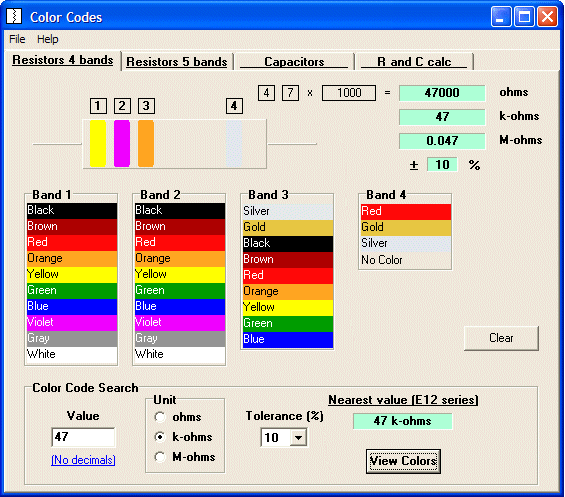 Color Codes
File Help
Resistors 4 bands Resistors 5 bands Capacitors R and C calc
4 7 x 1000 = 47000 ohms
1 2 3 4
47 k-ohms
0.047 M-ohms
± 10 %
Band 1 Band 2 Band 3 Band 4
Black Black Silver Red
Brown Brown Gold Gold
Red Red Black Silver
Orange Orange Brown No Color
Yellow Yellow Red
Green Green Orange
Blue Blue Yellow
Violet Violet Green
Gray Gray Blue
White White
Clear
Color Code Search
Unit
Nearest value (E12 series)
Value ohms Tolerance (%) 47 k-ohms
47 k-ohms 10
(No decimals) M-ohms View Colors